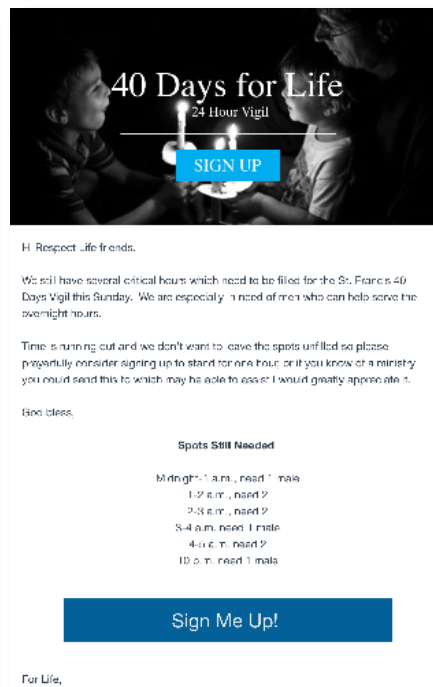 40 Days for Life
24 Hour Vigil
SIGN UP
Hi Respect Life friends,
We still have several critical hours which need to be filled for the St. Francis 40
Days Vigil this Sunday. We are especially in need of men who can help serve the
overnight hours.
Time is running out and we don't want to leave the spots unfilled so please
prayerfully consider signing up to stand for one hour, or if you know of a ministry
you could send this to which may be able to assist I would greatly appreciate it.
God bless,
Spots Still Needed
Midnight-1 a.m., need 1 male
1-2 a.m., need 2
2-3 a.m., need 2
3-4 a.m. need 1 male
4-5 a.m. need 2
10 p.m. need 1 male
Sign Me Up!
For Life,